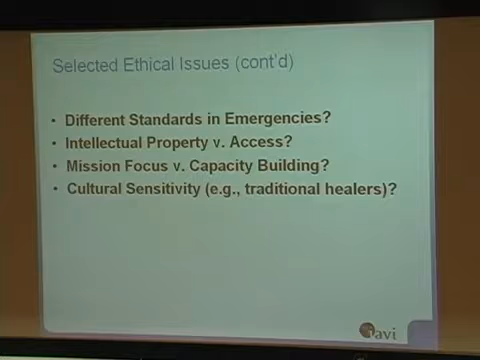 Selected Ethical Issues (cont'd)
• Different Standards in Emergencies?
• Intellectual Property v. Access?
• Mission Focus v. Capacity Building?
• Cultural Sensitivity (e.g., traditional healers)?
iavi